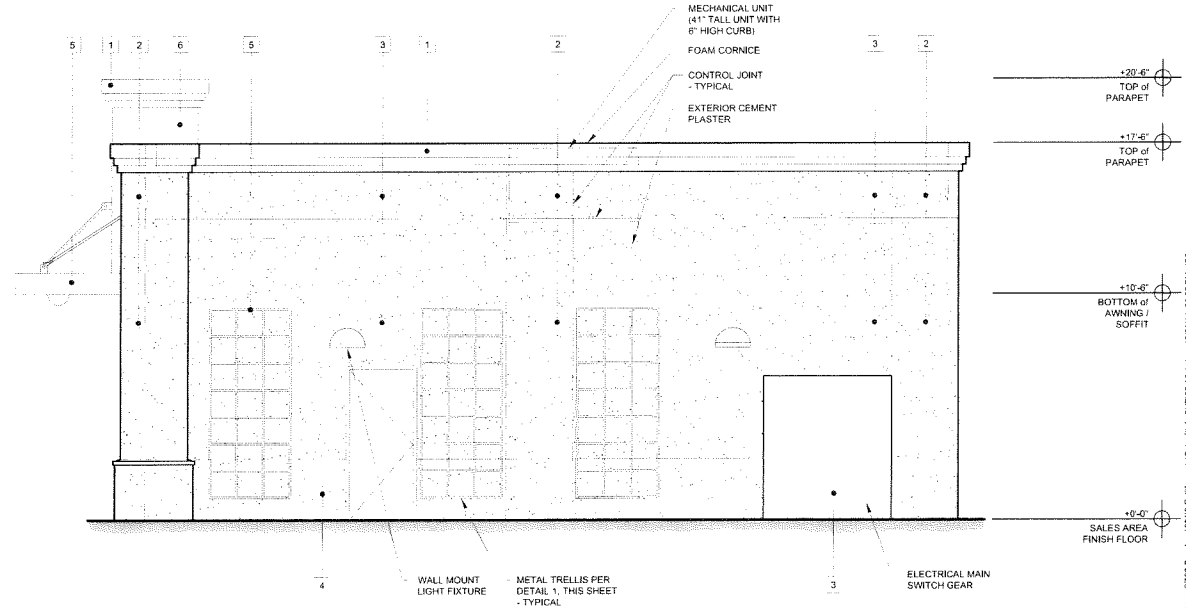 MECHANICAL UNIT
(41" TALL UNIT WITH
6" HIGH CURB)
FOAM CORNICE
CONTROL JOINT
- TYPICAL
EXTERIOR CEMENT
PLASTER
5 1 2 6 5 3 1 2 3 2
+20'-6"
TOP of
PARAPET
+17'-6"
TOP of
PARAPET
+10'-6"
BOTTOM of
AWNING /
SOFFIT
+0'-0"
SALES AREA
FINISH FLOOR
4
WALL MOUNT
LIGHT FIXTURE
METAL TRELLIS PER
DETAIL 1, THIS SHEET
- TYPICAL
3
ELECTRICAL MAIN
SWITCH GEAR